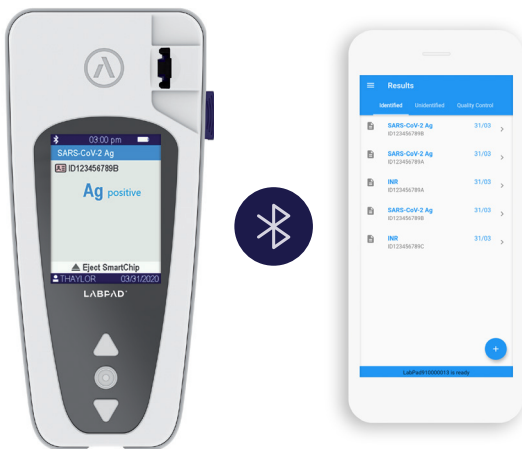 03:00 pm
SARS-CoV-2 Ag
ID123456789B
Ag positive
Eject SmartChip
THAYLOR 03/31/2020
LABPAD
Results
Identified Unidentified Quality Control
SARS-CoV-2 Ag 31/03
ID123456789B
SARS-CoV-2 Ag 31/03
ID123456789A
INR 31/03
ID123456789A
SARS-CoV-2 Ag 31/03
ID123456789B
INR 31/03
ID123456789C
+
LabPad910000013 is ready